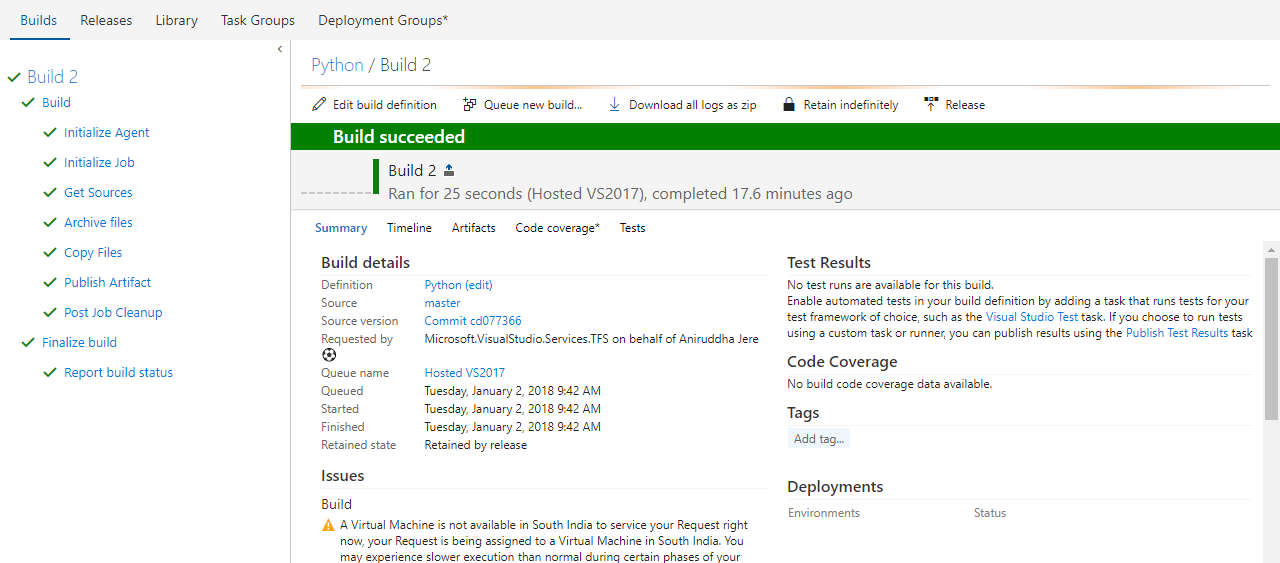 Builds Releases Library Task Groups Deployment Groups*
Build 2
Build
Initialize Agent
Initialize Job
Get Sources
Archive files
Copy Files
Publish Artifact
Post Job Cleanup
Finalize build
Report build status
Python / Build 2
Edit build definition Queue new build... Download all logs as zip Retain indefinitely Release
Build succeeded
Build 2
Ran for 25 seconds (Hosted VS2017), completed 17.6 minutes ago
Summary Timeline Artifacts Code coverage* Tests
Build details
Definition Python (edit)
Source master
Source version Commit cd077366
Requested by Microsoft.VisualStudio.Services.TFS on behalf of Aniruddha Jere
Queue name Hosted VS2017
Queued Tuesday, January 2, 2018 9:42 AM
Started Tuesday, January 2, 2018 9:42 AM
Finished Tuesday, January 2, 2018 9:42 AM
Retained state Retained by release
Issues
Build
A Virtual Machine is not available in South India to service your Request right
now, your Request is being assigned to a Virtual Machine in South India. You
may experience slower execution than normal during certain phases of your
Test Results
No test runs are available for this build.
Enable automated tests in your build definition by adding a task that runs tests for your
test framework of choice, such as the Visual Studio Test task. If you choose to run tests
using a custom task or runner, you can publish results using the Publish Test Results task
Code Coverage
No build code coverage data available.
Tags
Add tag...
Deployments
Environments Status